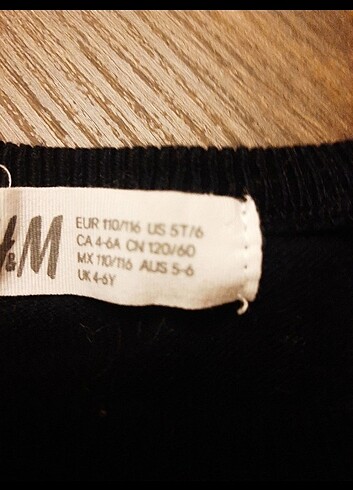 H&M
EUR 110/116 US 5T/6
CA 4-6A CN 120/60
MX 110/116 AUS 5-6
UK 4-6Y